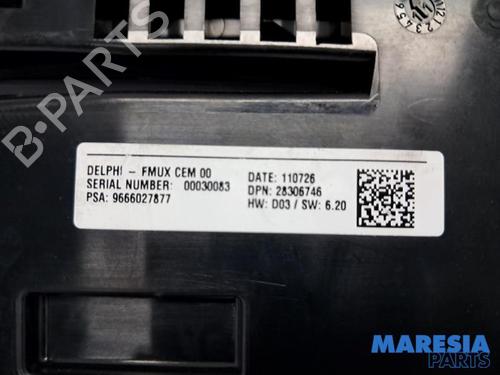 DELPHI - FMUX CEM 00
SERIAL NUMBER: 00030083
PSA: 9666027877
DATE: 110726
DPN: 28306746
HW: D03 / SW: 6.20
B-PARTS
MARESIA
PARTS